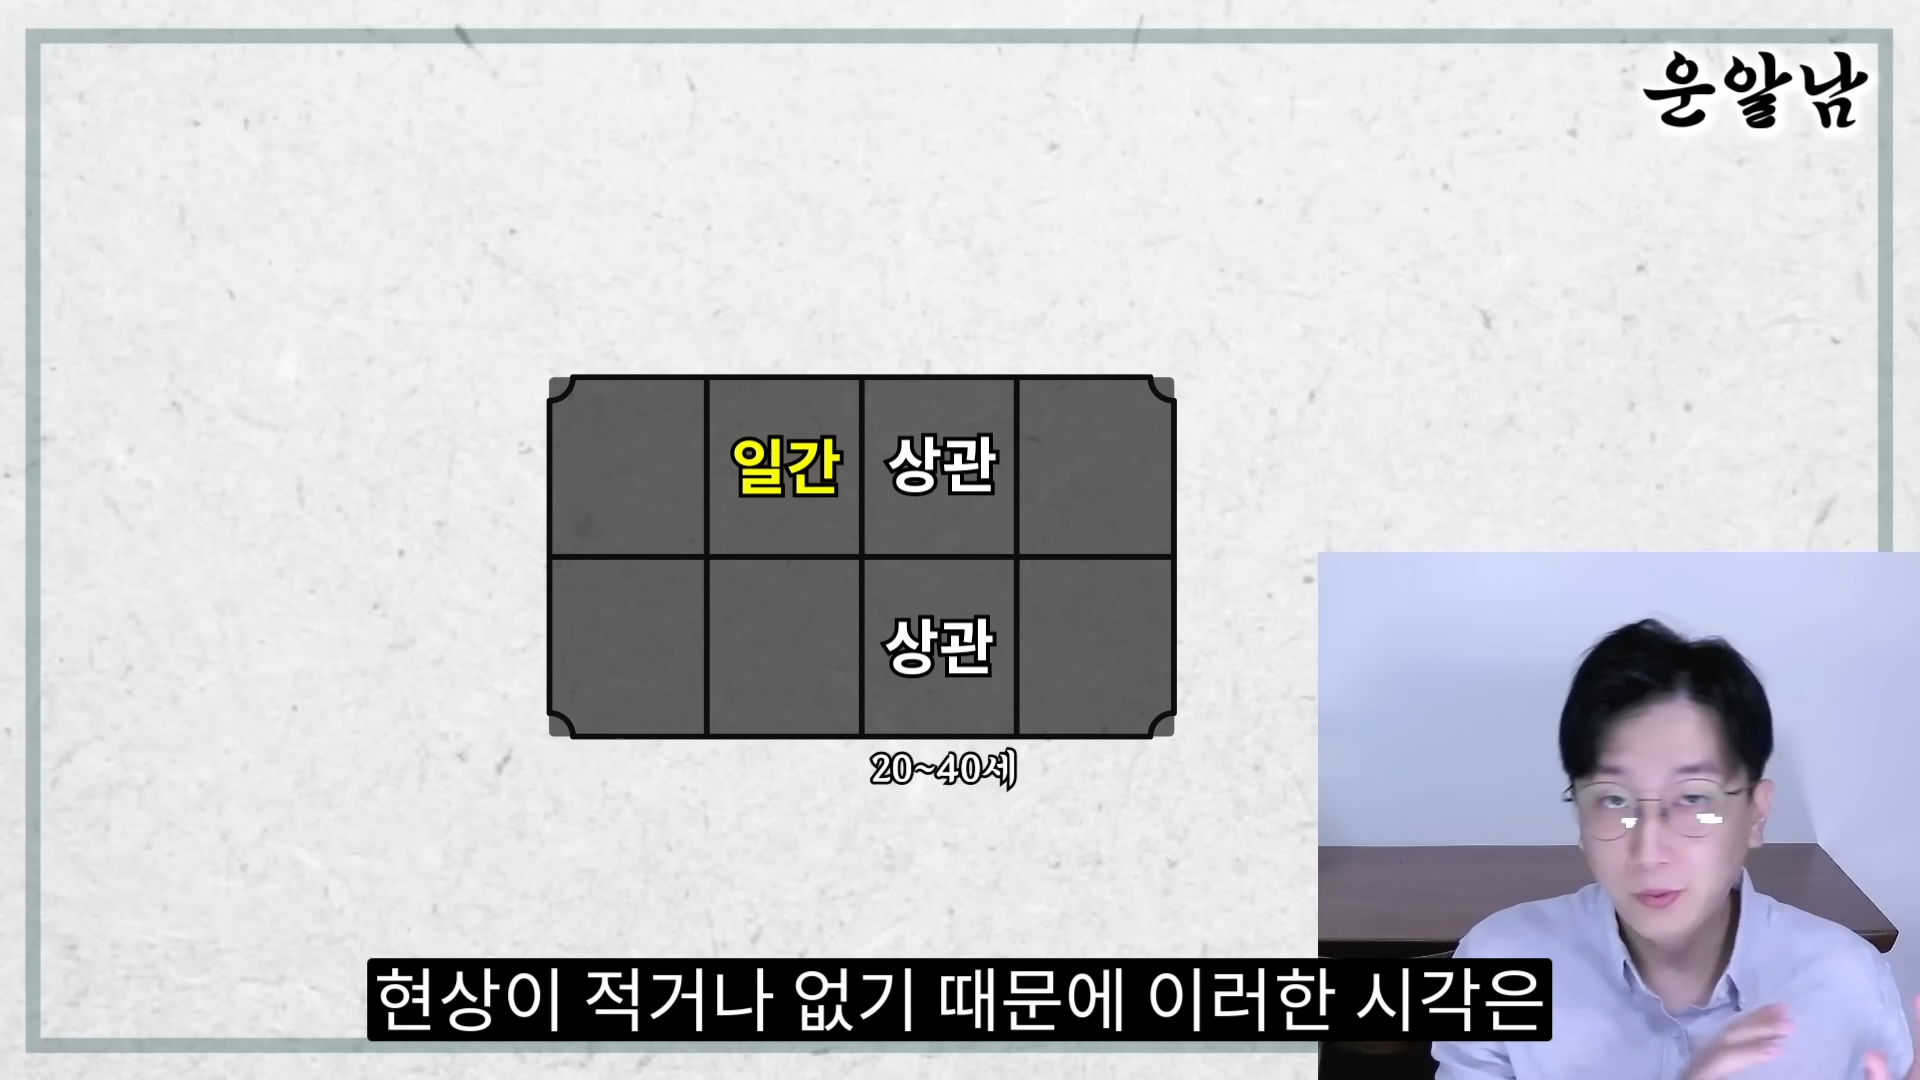 운알남
일간 상관
상관
20~40세
현상이 적거나 없기 때문에 이러한 시각은